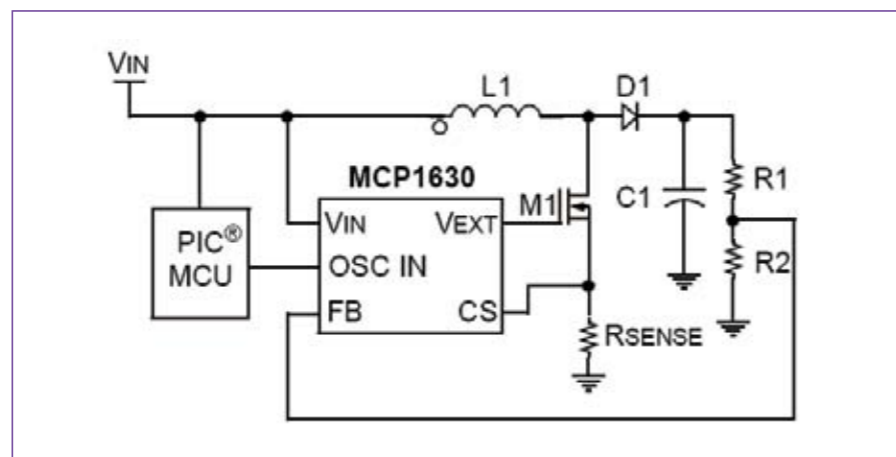 VIN
L1
D1
MCP1630
M1
C1
R1
PIC®
MCU
VIN
VEXT
OSC IN
R2
FB
CS
RSENSE